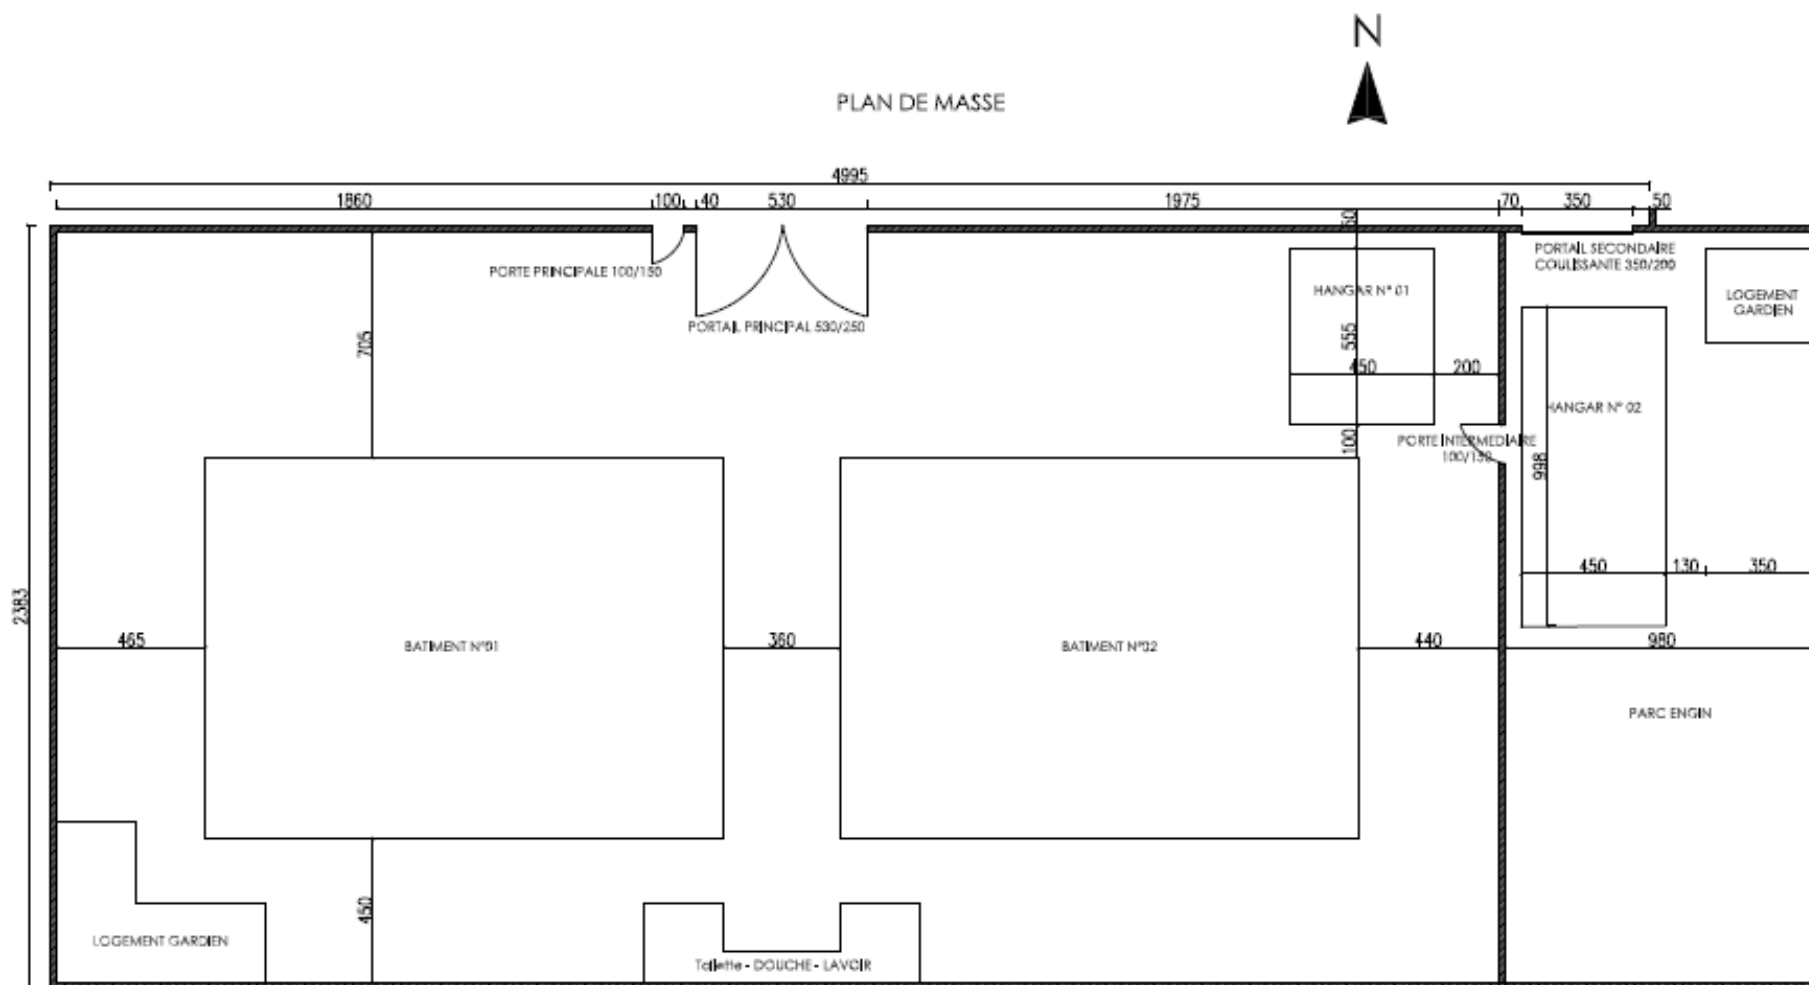 N
PLAN DE MASSE
4995
1860
100
40
530
1975
70
350
50
50
PORTE PRINCIPALE 100/150
PORTAIL PRINCIPAL 530/250
HANGAR N° 01
PORTAIL SECONDAIRE
COULISSANTE 350/200
LOGEMENT
GARDIEN
705
555
450
200
HANGAR N° 02
100
PORTE INTERMEDIAIRE
100/150
998
450
130
350
2383
465
BATIMENT N°01
360
BATIMENT N°02
440
980
PARC ENGIN
450
LOGEMENT GARDIEN
Toilette - DOUCHE - LAVOIR